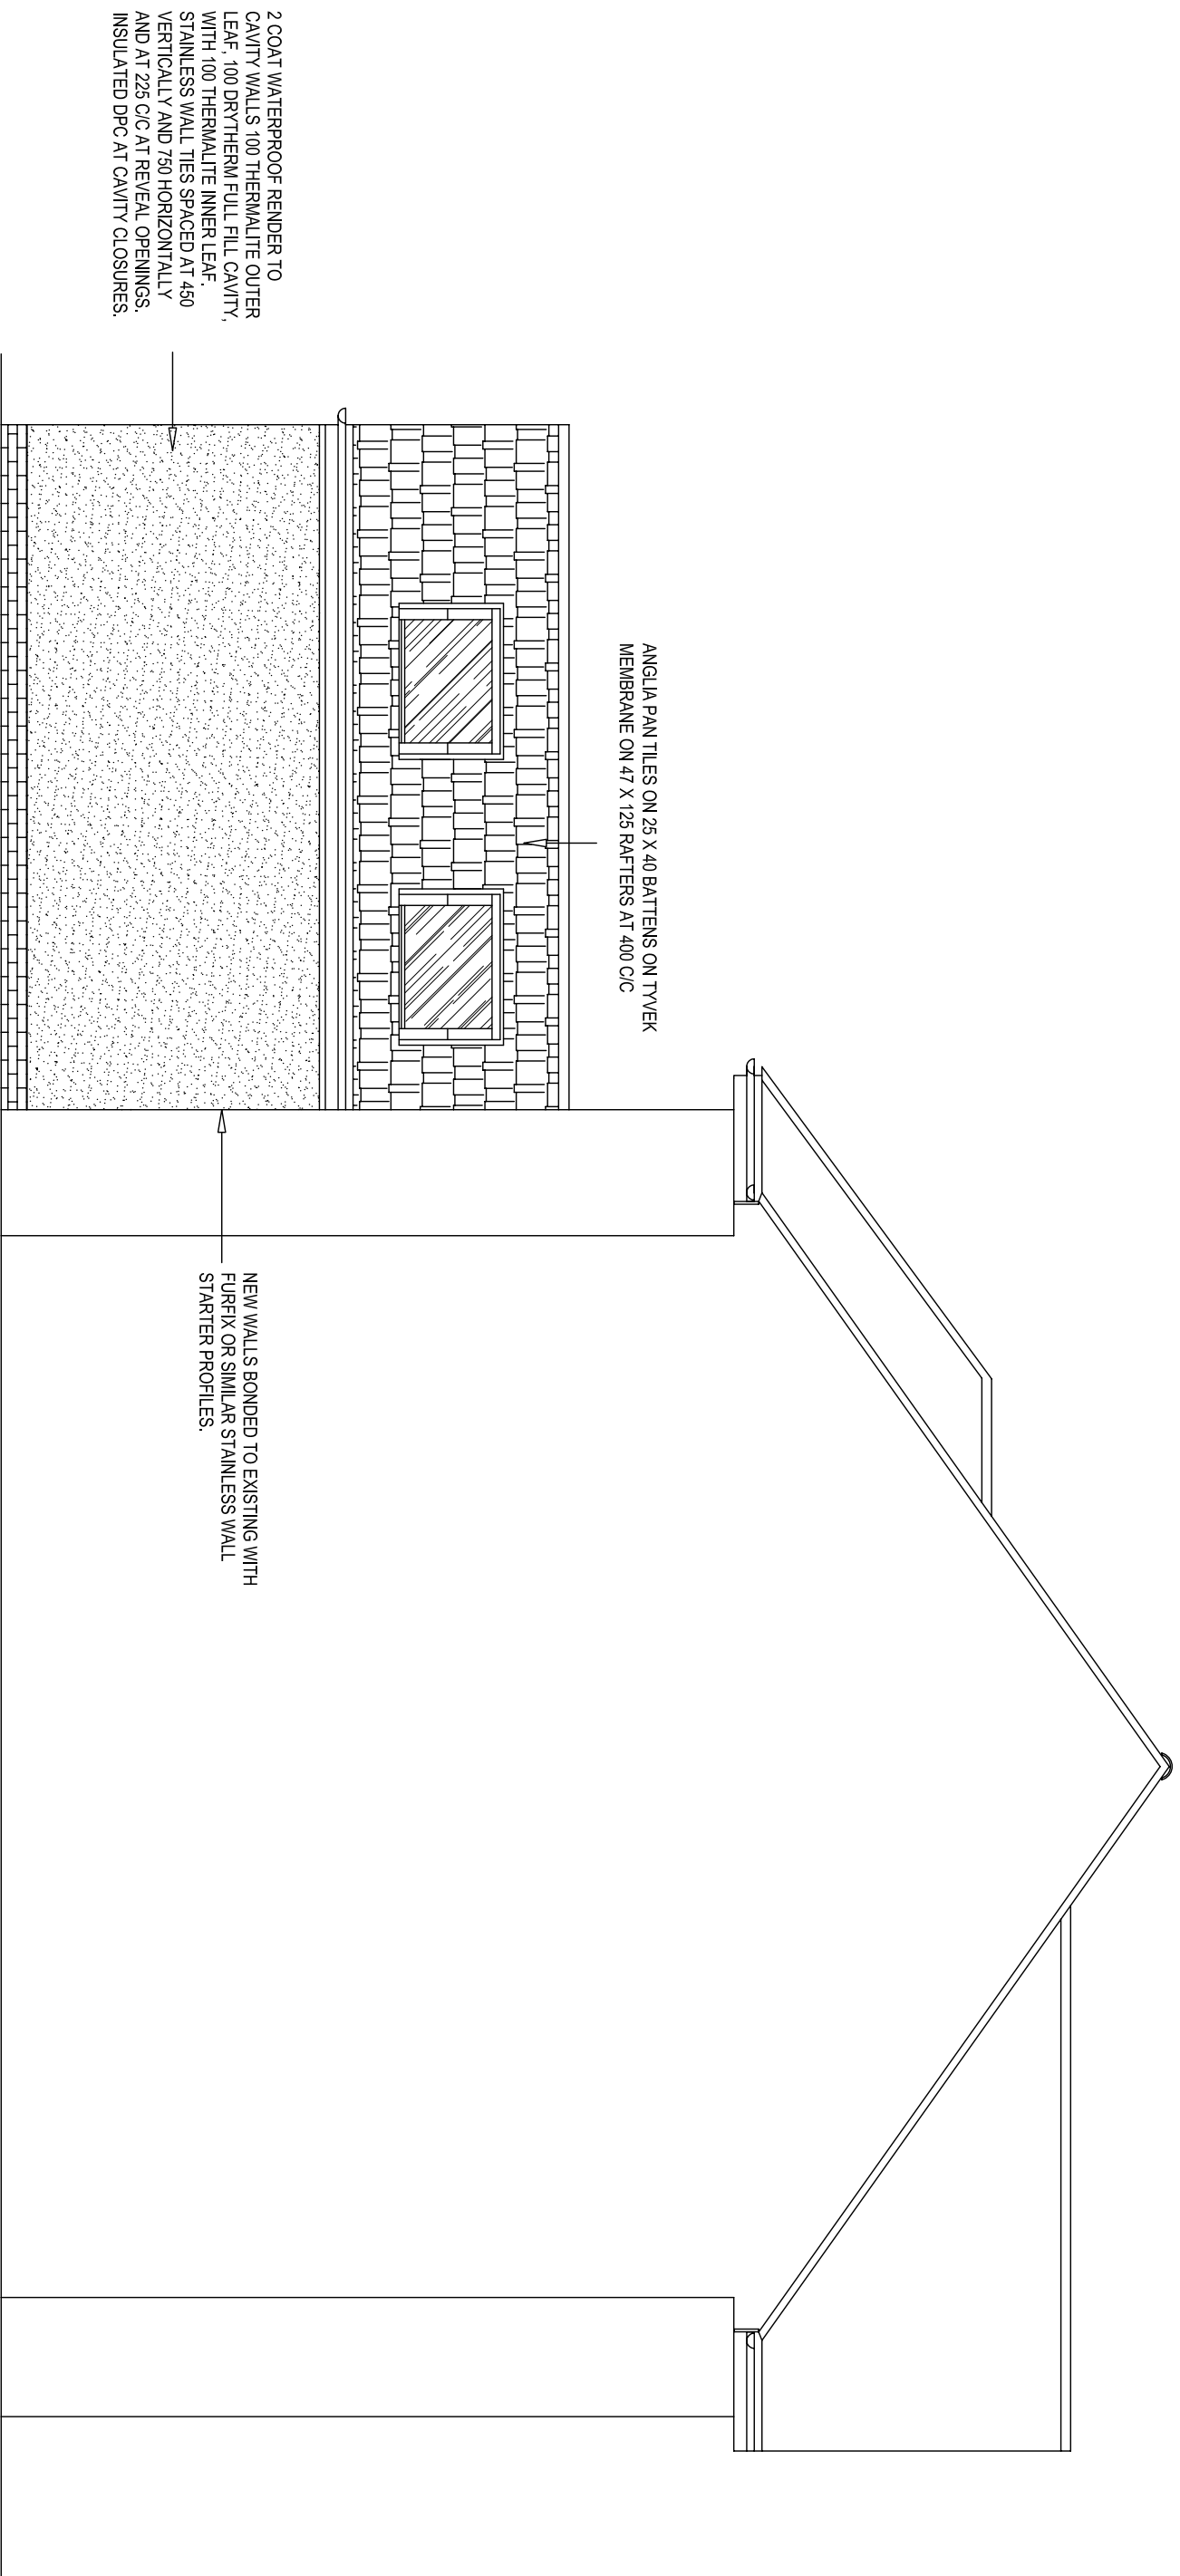 2 COAT WATERPROOF RENDER TO
CAVITY WALLS 100 THERMALITE OUTER
LEAF, 100 DRYTHERM FULL FILL CAVITY,
WITH 100 THERMALITE INNER LEAF.
STAINLESS WALL TIES SPACED AT 450
VERTICALLY AND 750 HORIZONTALLY
AND AT 225 C/C AT REVEAL OPENINGS.
INSULATED DPC AT CAVITY CLOSURES.
ANGLIA PAN TILES ON 25 X 40 BATTENS ON TYVEK
MEMBRANE ON 47 X 125 RAFTERS AT 400 C/C
NEW WALLS BONDED TO EXISTING WITH
FURFIX OR SIMILAR STAINLESS WALL
STARTER PROFILES.